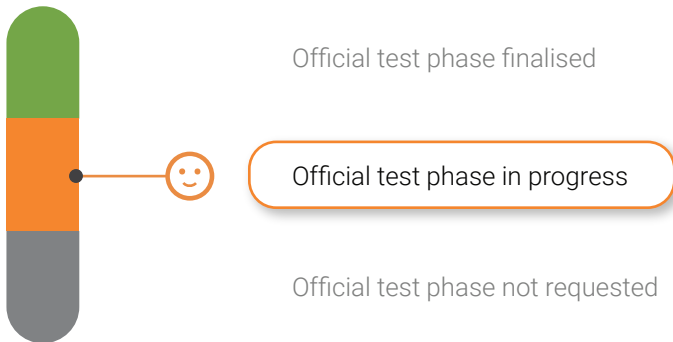 Official test phase finalised
Official test phase in progress
Official test phase not requested